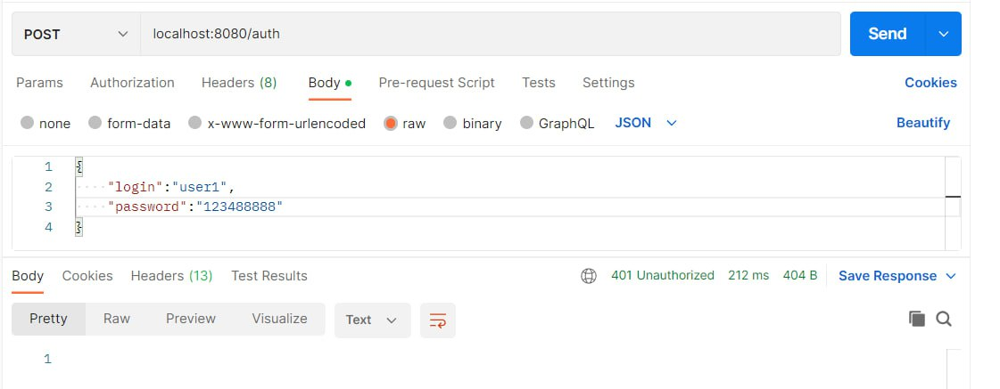 POST localhost:8080/auth Send
Params Authorization Headers (8) Body Pre-request Script Tests Settings Cookies
none form-data x-www-form-urlencoded raw binary GraphQL JSON Beautify
1 {
2 "login":"user1",
3 "password":"123488888"
4 }
Body Cookies Headers (13) Test Results 401 Unauthorized 212 ms 404 B Save Response
Pretty Raw Preview Visualize Text
1